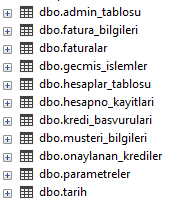 dbo.admin_tablosu
dbo.fatura_bilgileri
dbo.faturalar
dbo.gecmis_islemler
dbo.hesaplar_tablosu
dbo.hesapno_kayitlari
dbo.kredi_basvurulari
dbo.musteri_bilgileri
dbo.onaylanan_krediler
dbo.parametreler
dbo.tarih